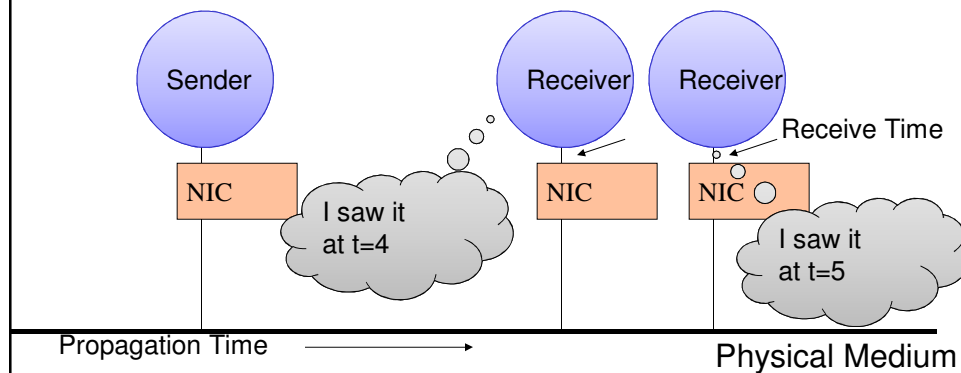 Sender
Receiver
Receiver
Receive Time
NIC
NIC
NIC
I saw it
at t=4
I saw it
at t=5
Propagation Time
Physical Medium